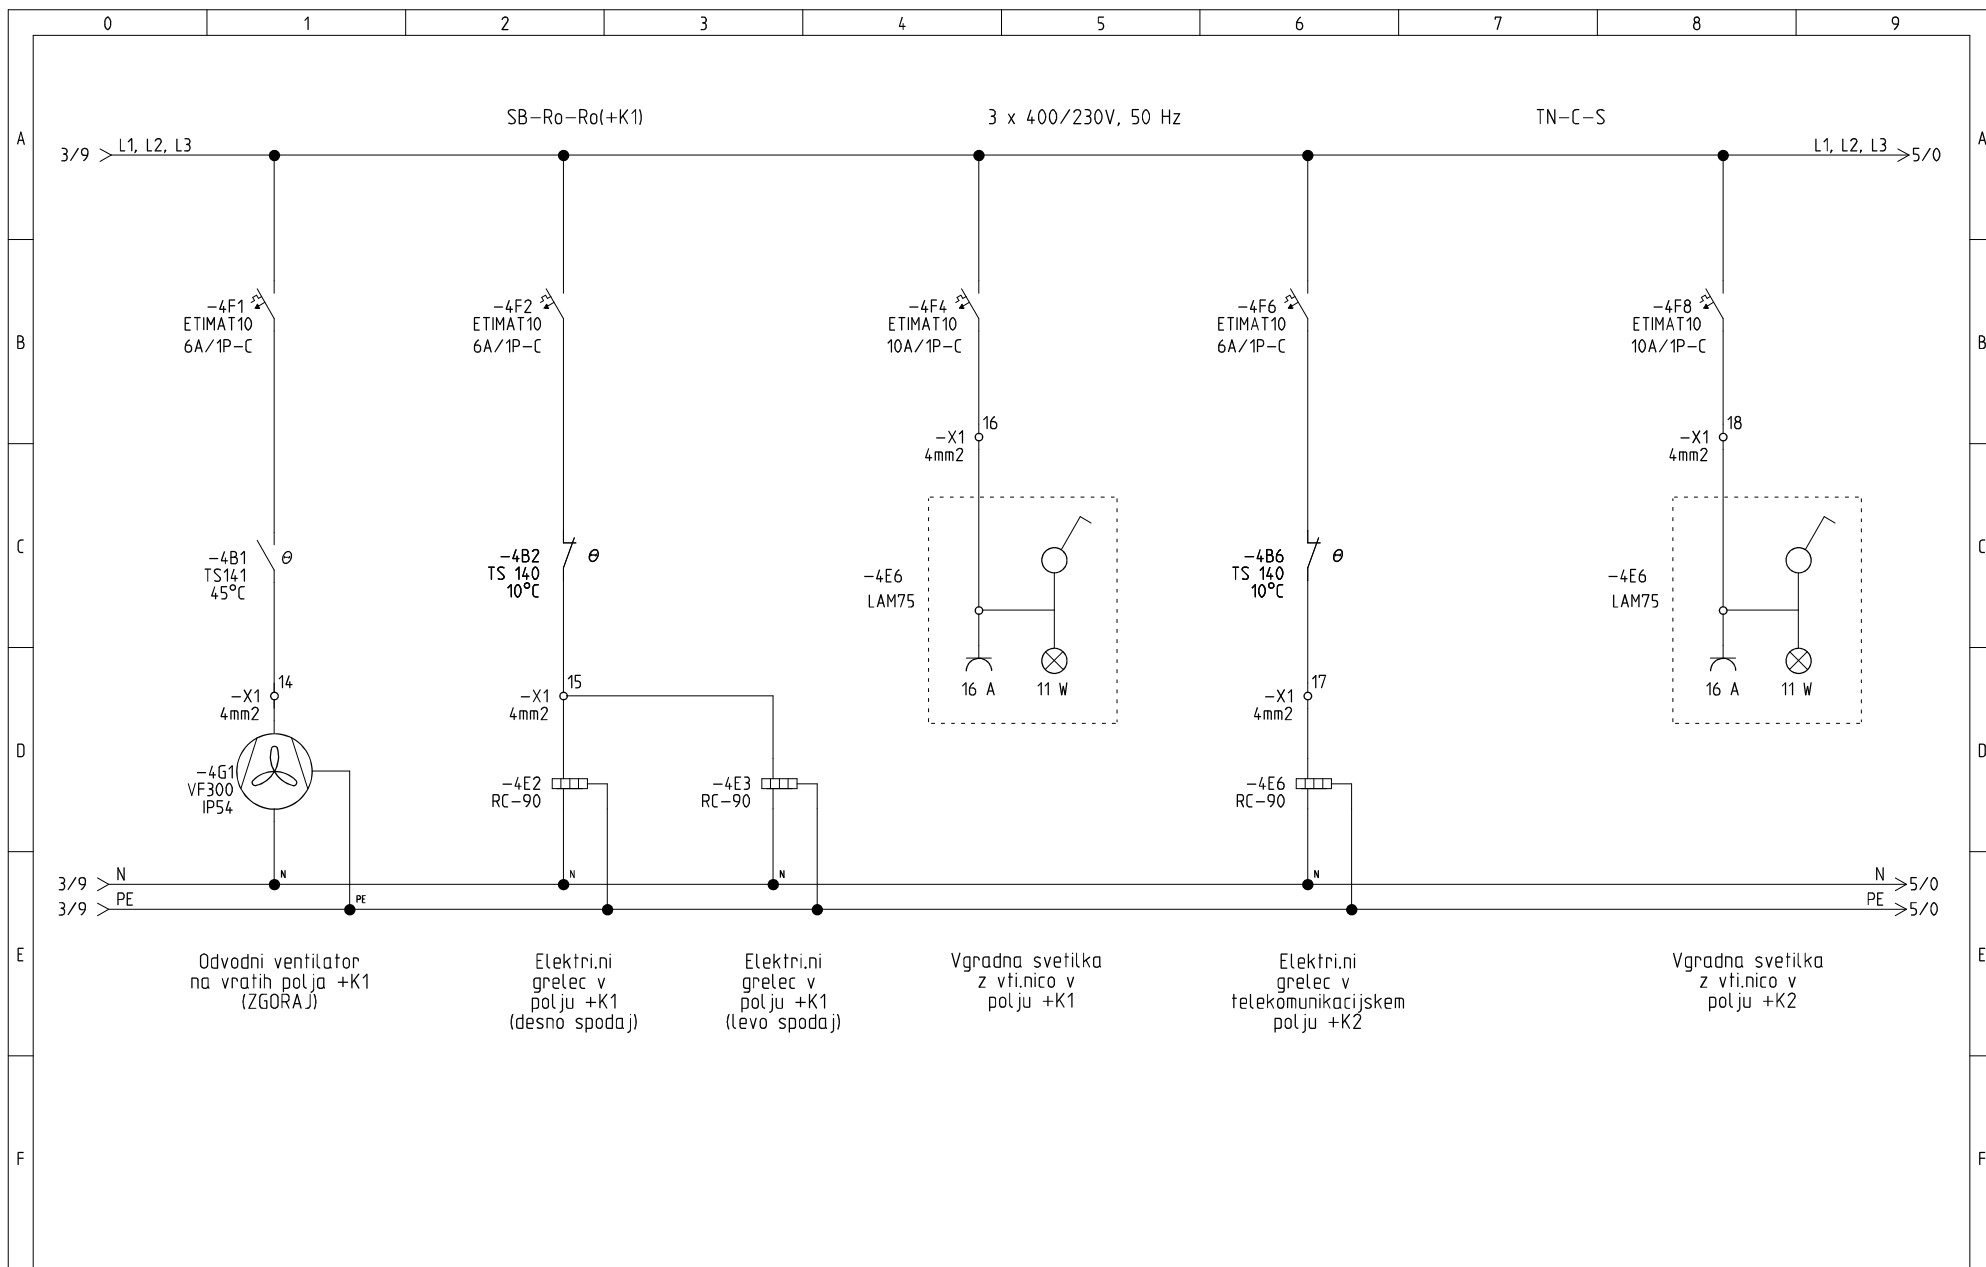 0 1 2 3 4 5 6 7 8 9
SB-Ro-Ro(+K1) 3 x 400/230V, 50 Hz TN-C-S
A A
3/9 L1, L2, L3 L1, L2, L3 5/0
-4F1 -4F2 -4F4 -4F6 -4F8
ETIMAT10 ETIMAT10 ETIMAT10 ETIMAT10 ETIMAT10
B 6A/1P-C 6A/1P-C 10A/1P-C 6A/1P-C 10A/1P-C B
16 18
-X1 -X1
4mm2 4mm2
C C
-4B1 θ
TS141
45°C
-4B2 θ
TS 140
10°C
-4E6
LAM75
16 A 11 W
-4B6 θ
TS 140
10°C
-4E6
LAM75
16 A 11 W
14 15 17
-X1 -X1 -X1
4mm2 4mm2 4mm2
D D
-4G1
VF300
IP54
-4E2
RC-90
-4E3
RC-90
-4E6
RC-90
3/9 N N N N N N 5/0
3/9 PE PE PE 5/0
E E
Odvodni ventilator
na vratih polja +K1
(ZGORAJ)
Elektri.ni
grelec v
polju +K1
(desno spodaj)
Elektri.ni
grelec v
polju +K1
(levo spodaj)
Vgradna svetilka
z vti.nico v
polju +K1
Elektri.ni
grelec v
telekomunikacijskem
polju +K2
Vgradna svetilka
z vti.nico v
polju +K2
F F